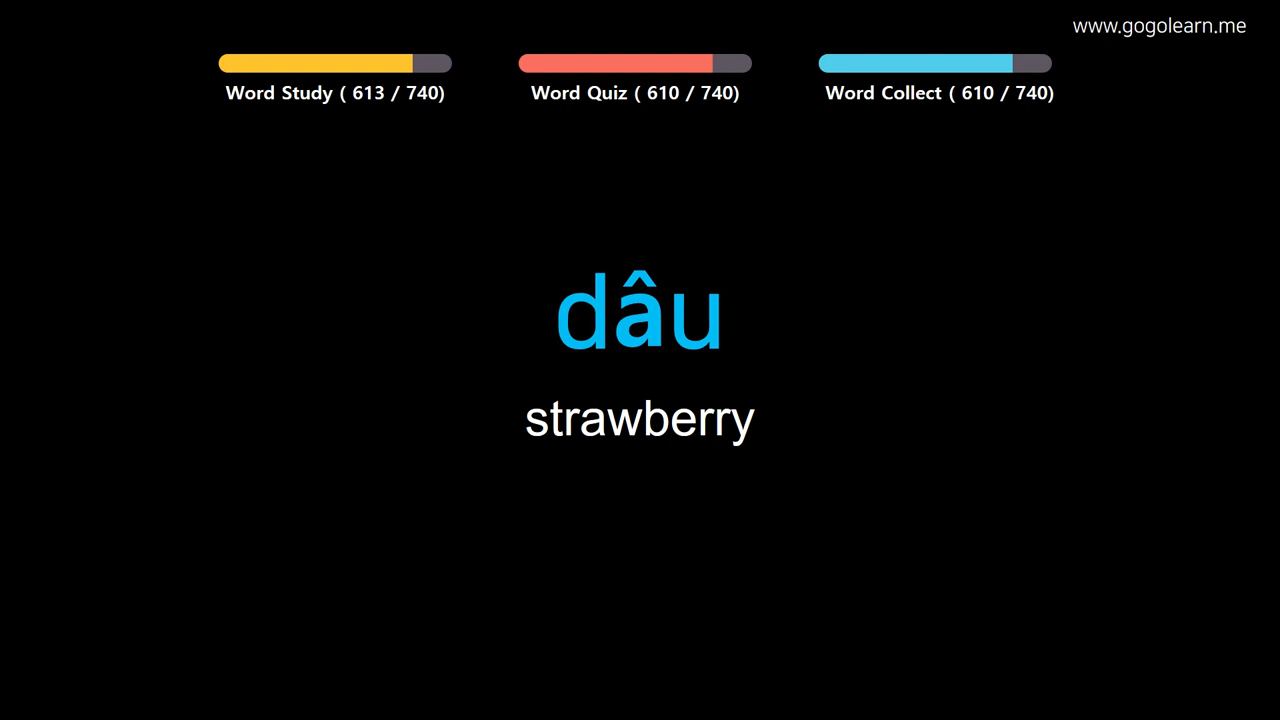 www.gogolearn.me
Word Study ( 613 / 740)
Word Quiz ( 610 / 740)
Word Collect ( 610 / 740)
dâu
strawberry